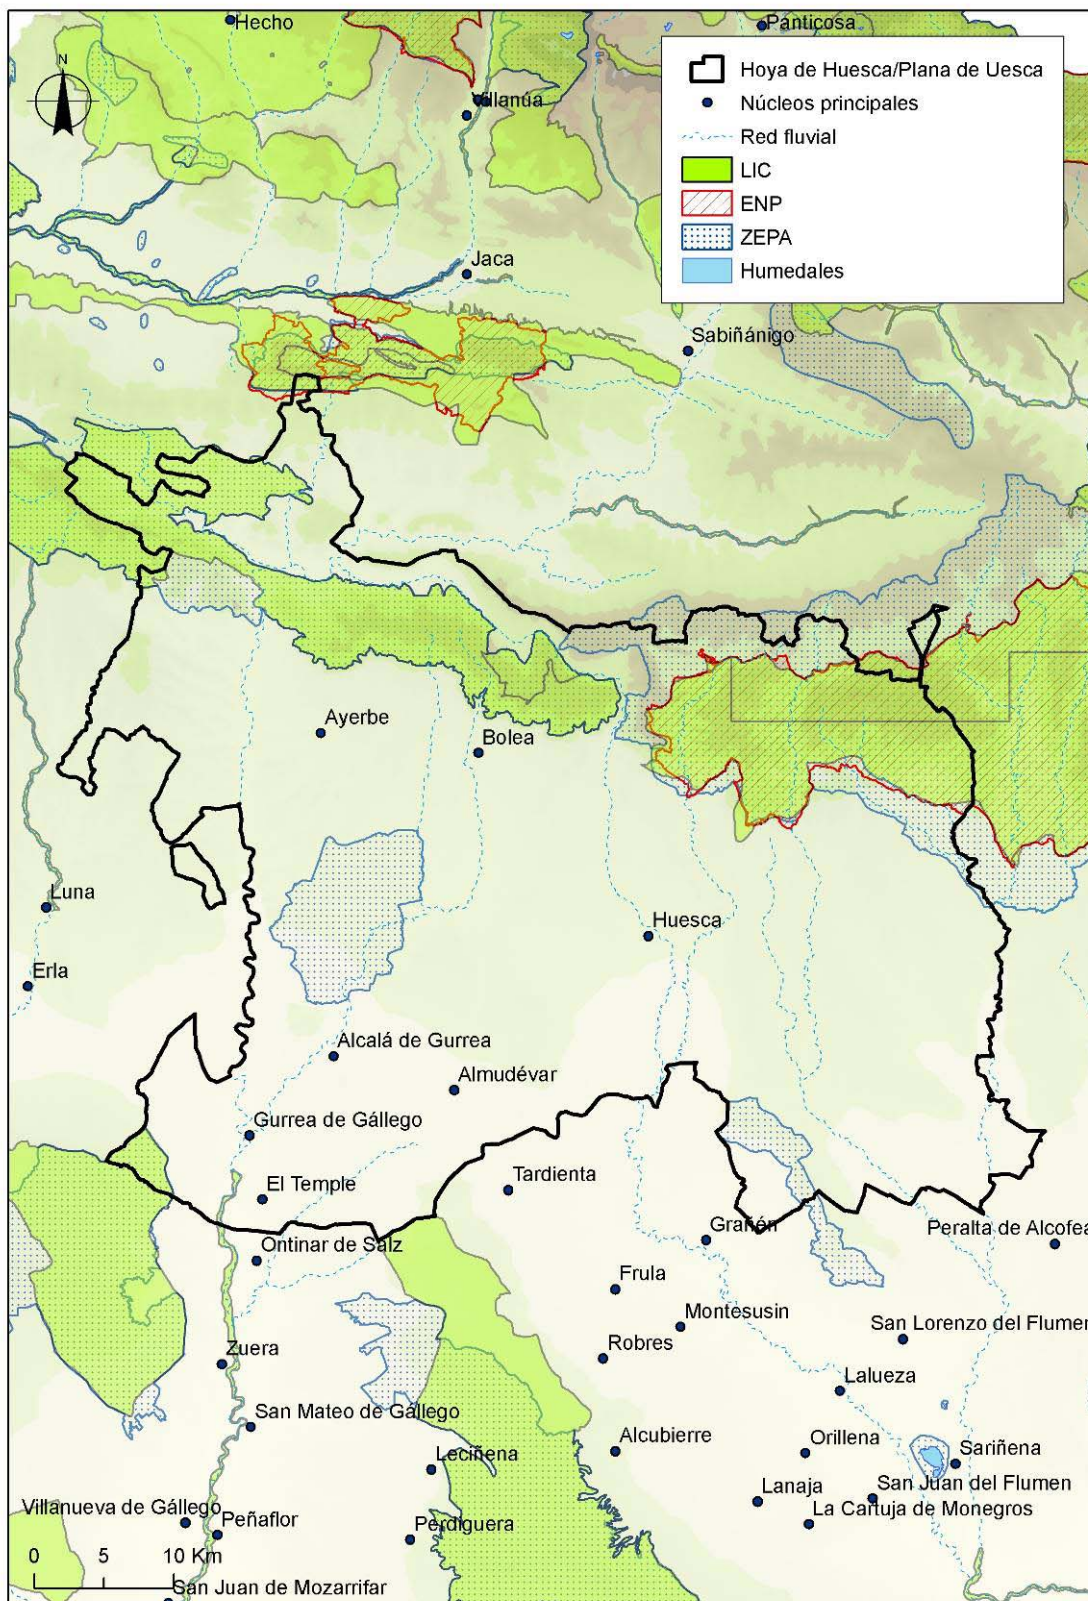 Hecho
Panticosa
N
Villanúa
Hoya de Huesca/Plana de Uesca
Núcleos principales
Red fluvial
LIC
ENP
ZEPA
Humedales
Jaca
Sabiñánigo
Ayerbe
Bolea
Luna
Huesca
Erla
Alcalá de Gurrea
Almudévar
Gurrea de Gállego
El Temple
Tardienta
Grañén
Peralta de Alcofea
Ontinar de Salz
Frula
Montesusin
San Lorenzo del Flumen
Robres
Zuera
Lalueza
San Mateo de Gállego
Alcubierre
Orillena
Sariñena
Leciñena
Lanaja
San Juan del Flumen
La Cartuja de Monegros
Villanueva de Gállego
Peñaflor
Perdiguera
0 5 10 Km
San Juan de Mozarrifar